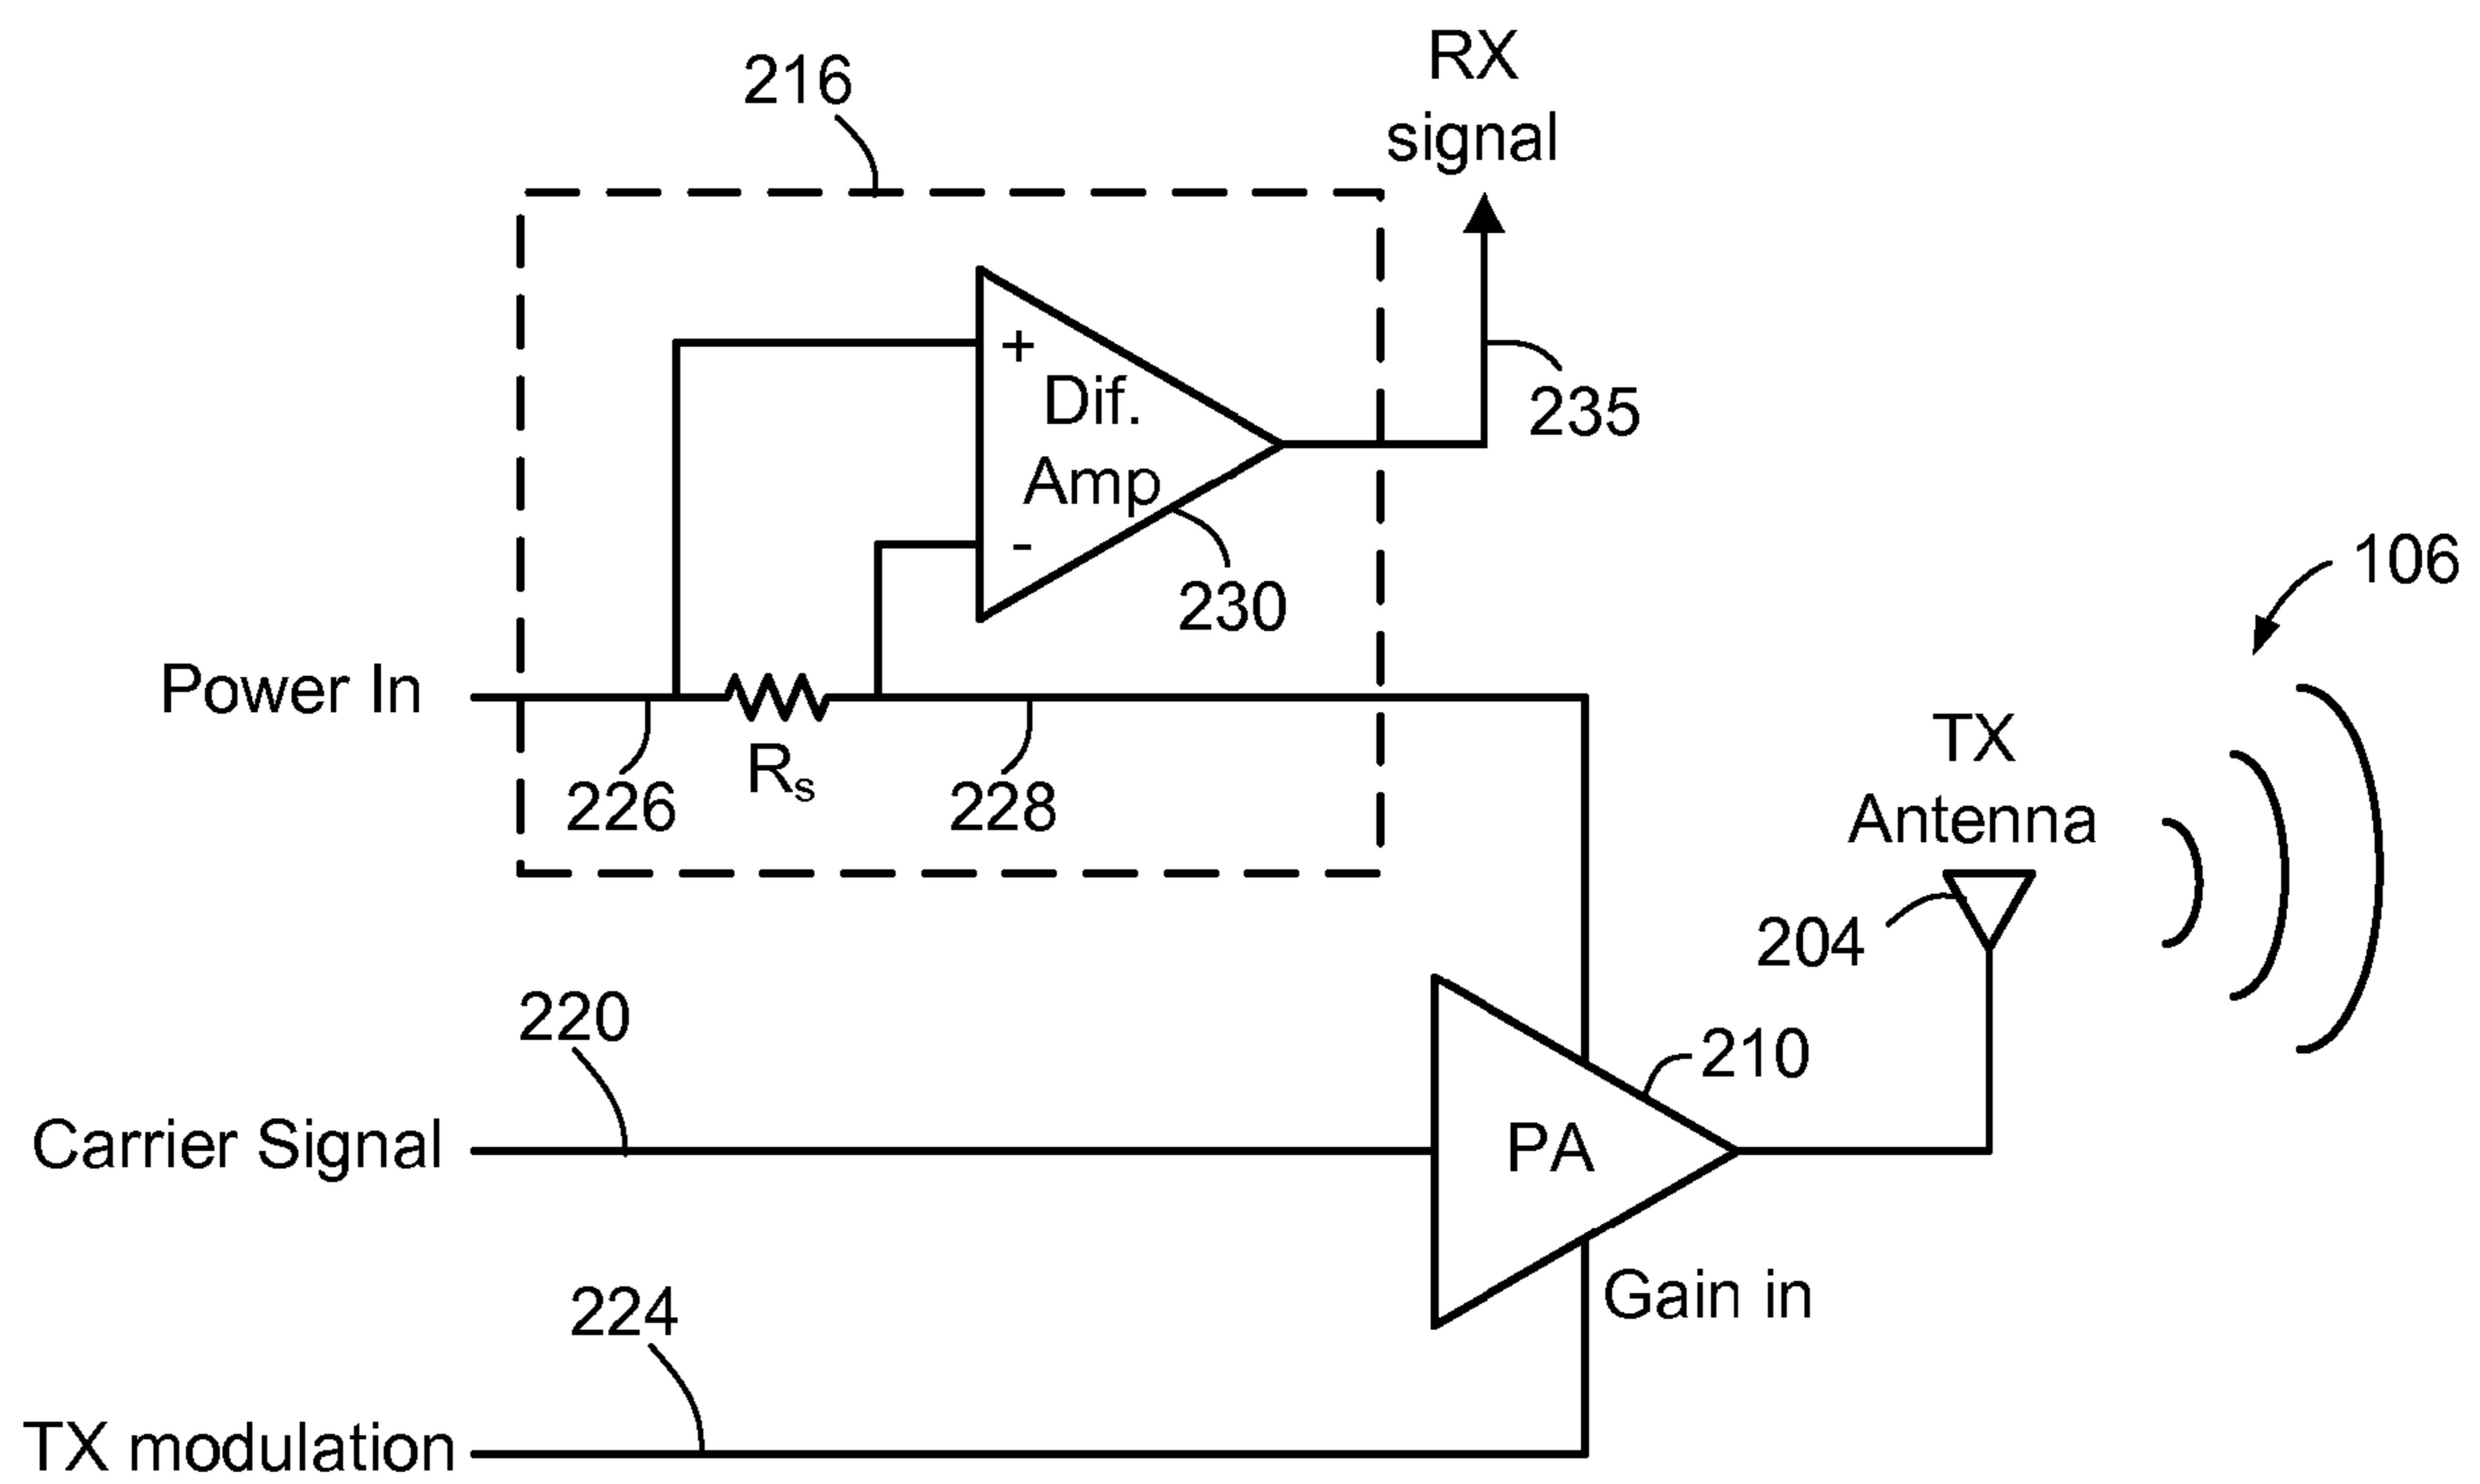 RX
signal
216
+
Dif.
Amp
-
235
230
106
Power In
Rs
226
228
TX
Antenna
204
220
210
Carrier Signal
PA
Gain in
224
TX modulation